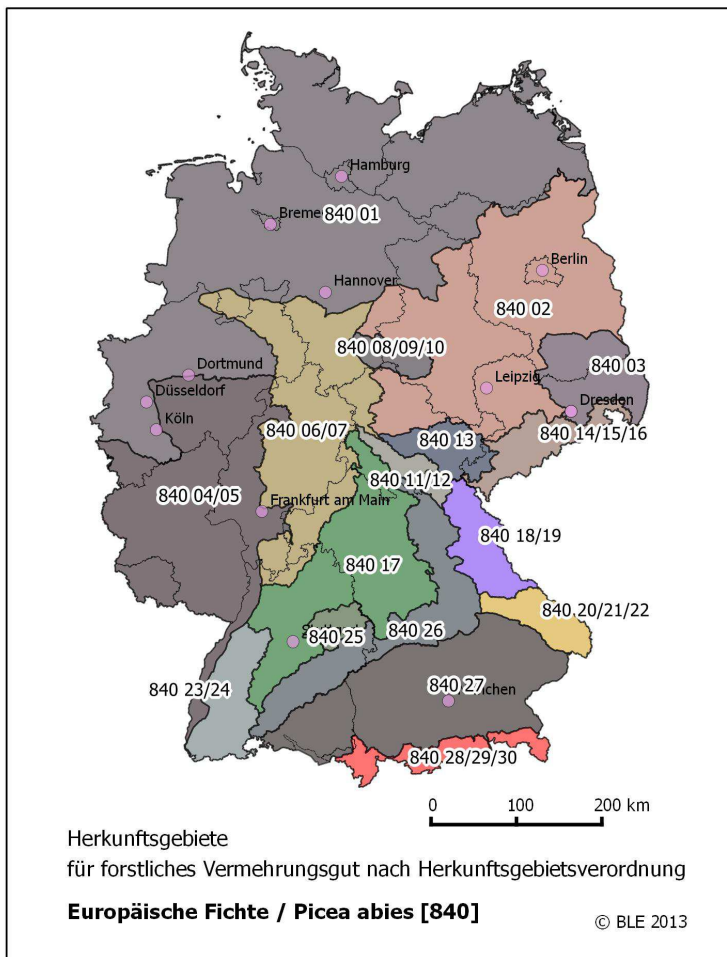 Hamburg
Breme
840 01
Berlin
Hannover
840 02
840 08/09/10
840 03
Dortmund
Leipzig
Düsseldorf
Dresden
Köln
840 06/07
840 13
840 14/15/16
840 11/12
840 04/05
Frankfurt am Main
840 18/19
840 17
840 20/21/22
840 25
840 26
840 23/24
840 27
chen
840 28/29/30
0 100 200 km
Herkunftsgebiete
für forstliches Vermehrungsgut nach Herkunftsgebietsverordnung
Europäische Fichte / Picea abies [840]
© BLE 2013